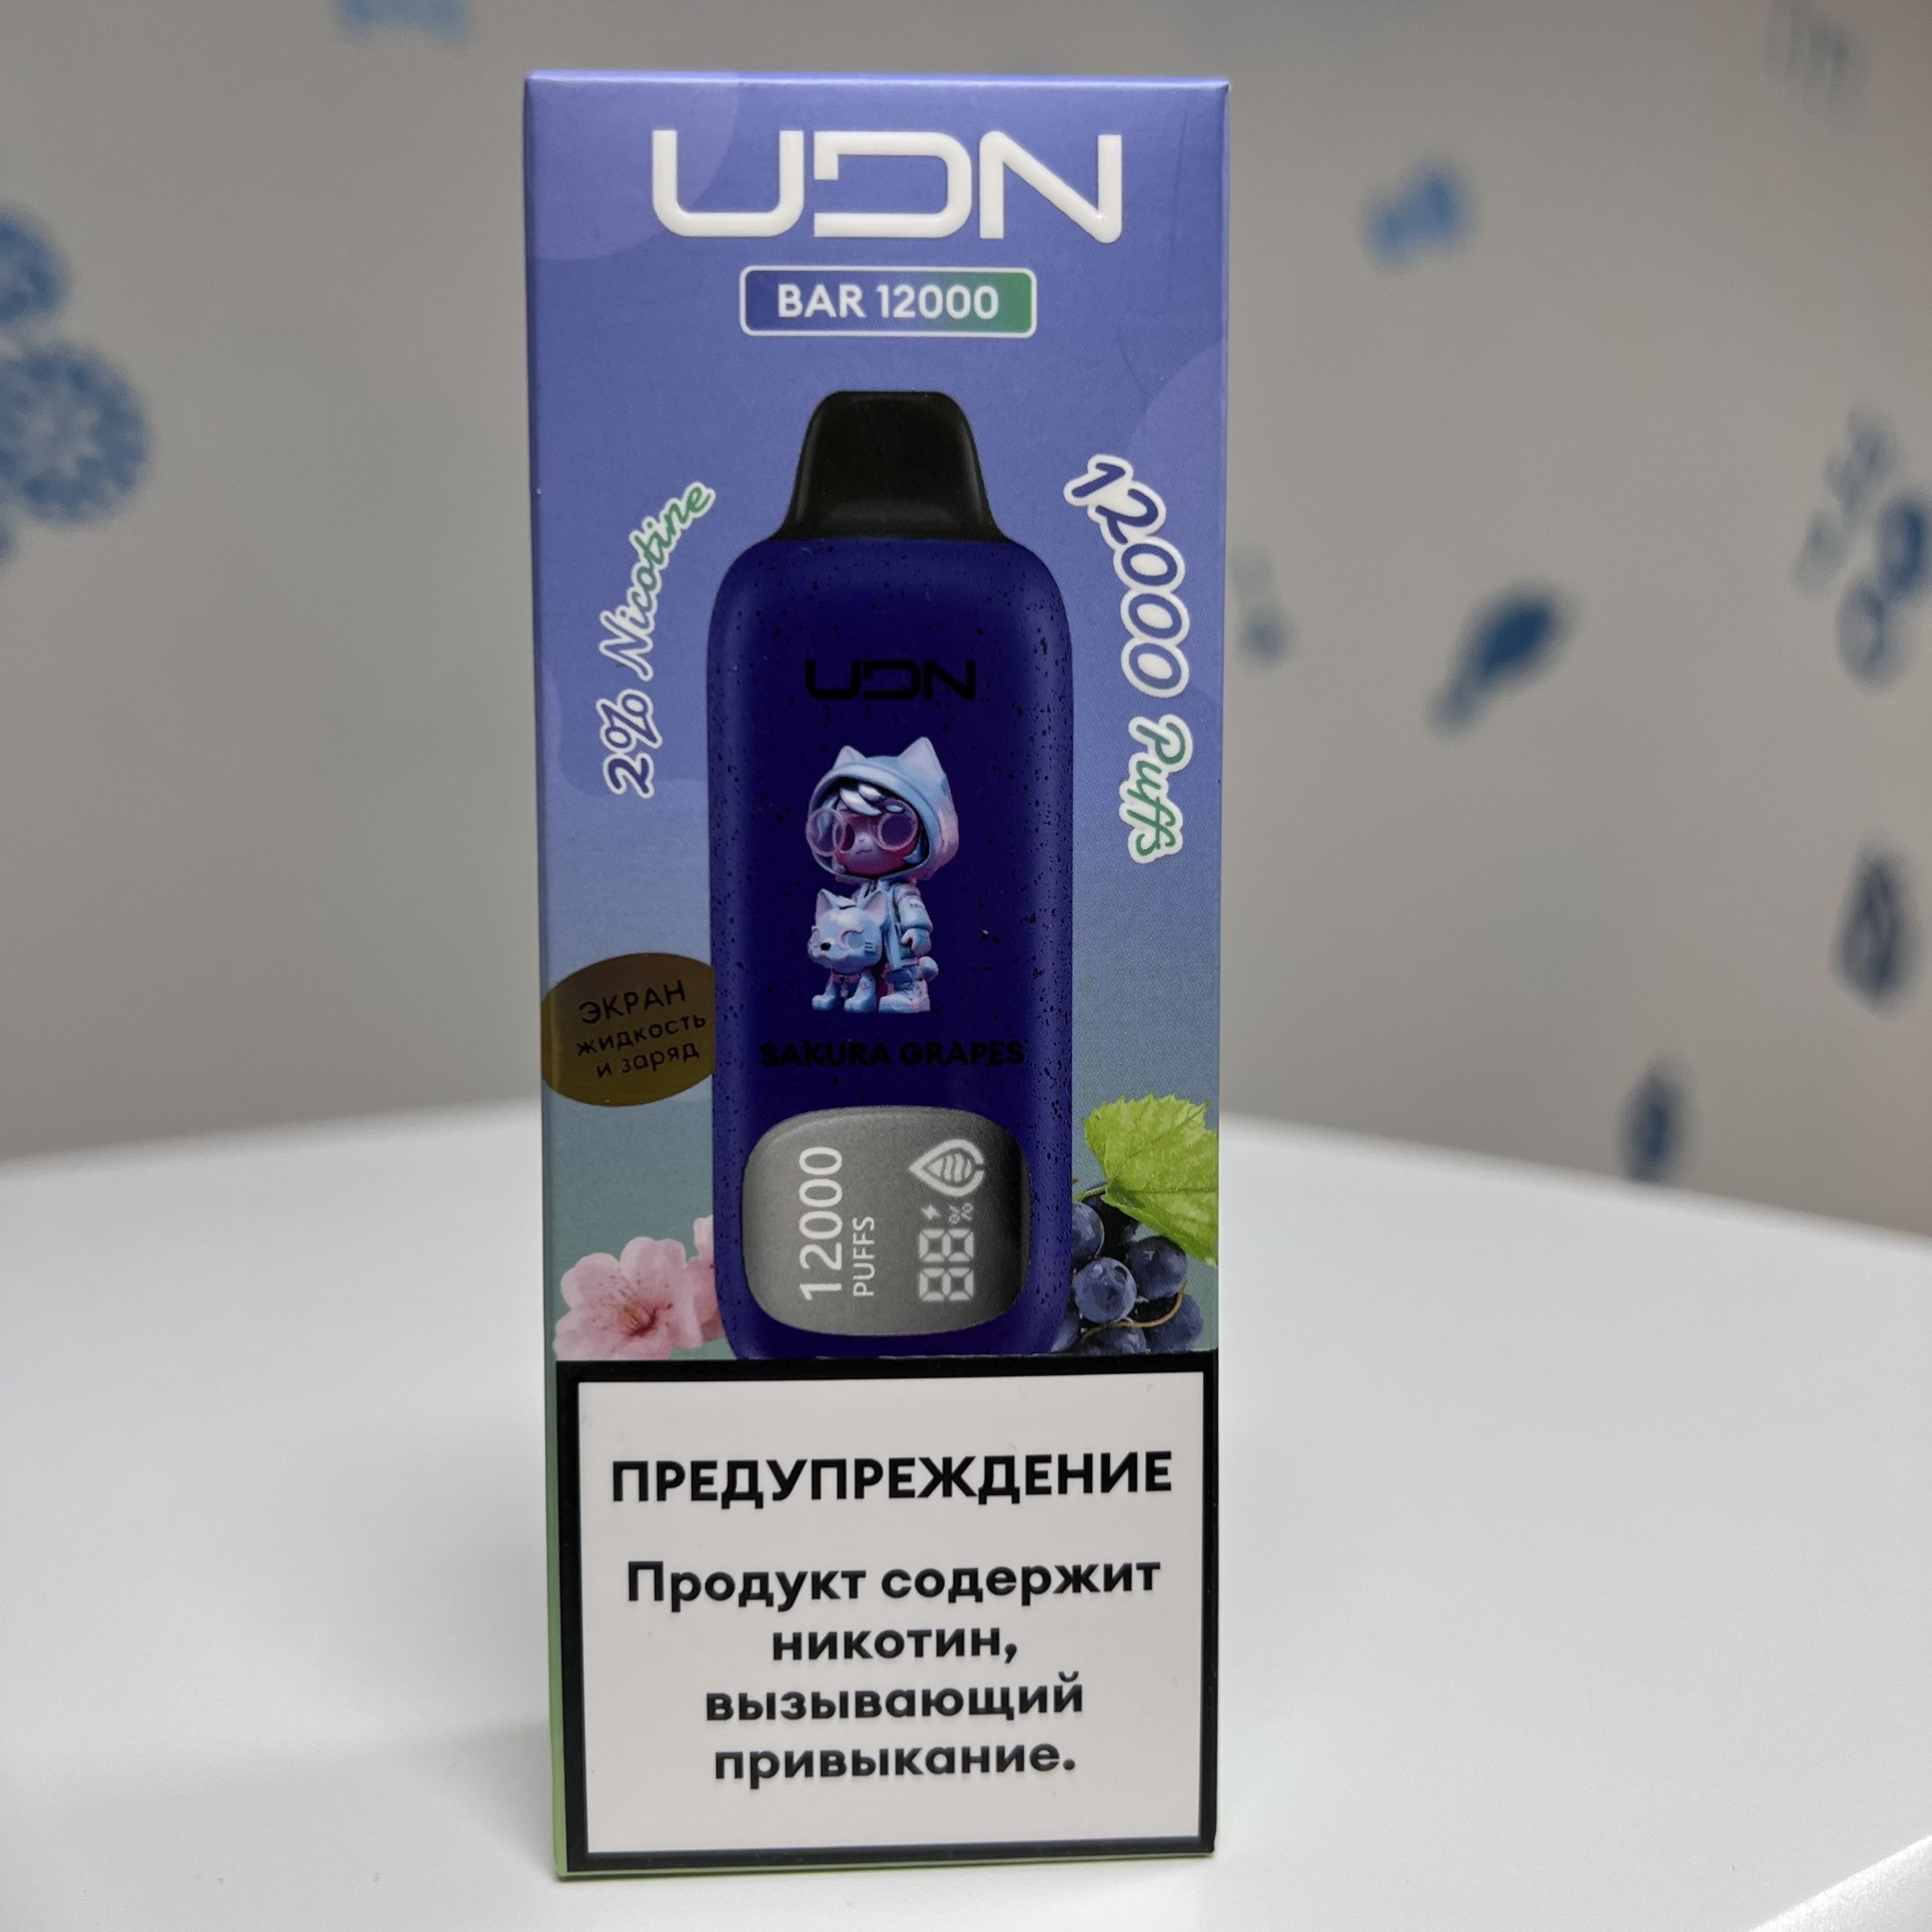 UDN
BAR 12000
2% Nicotine
12000 Puffs
UDN
ЭКРАН
жидкость
и заряд
SAKURA GRAPES
12000
PUFFS
88%
ПРЕДУПРЕЖДЕНИЕ
Продукт содержит
никотин,
вызывающий
привыкание.